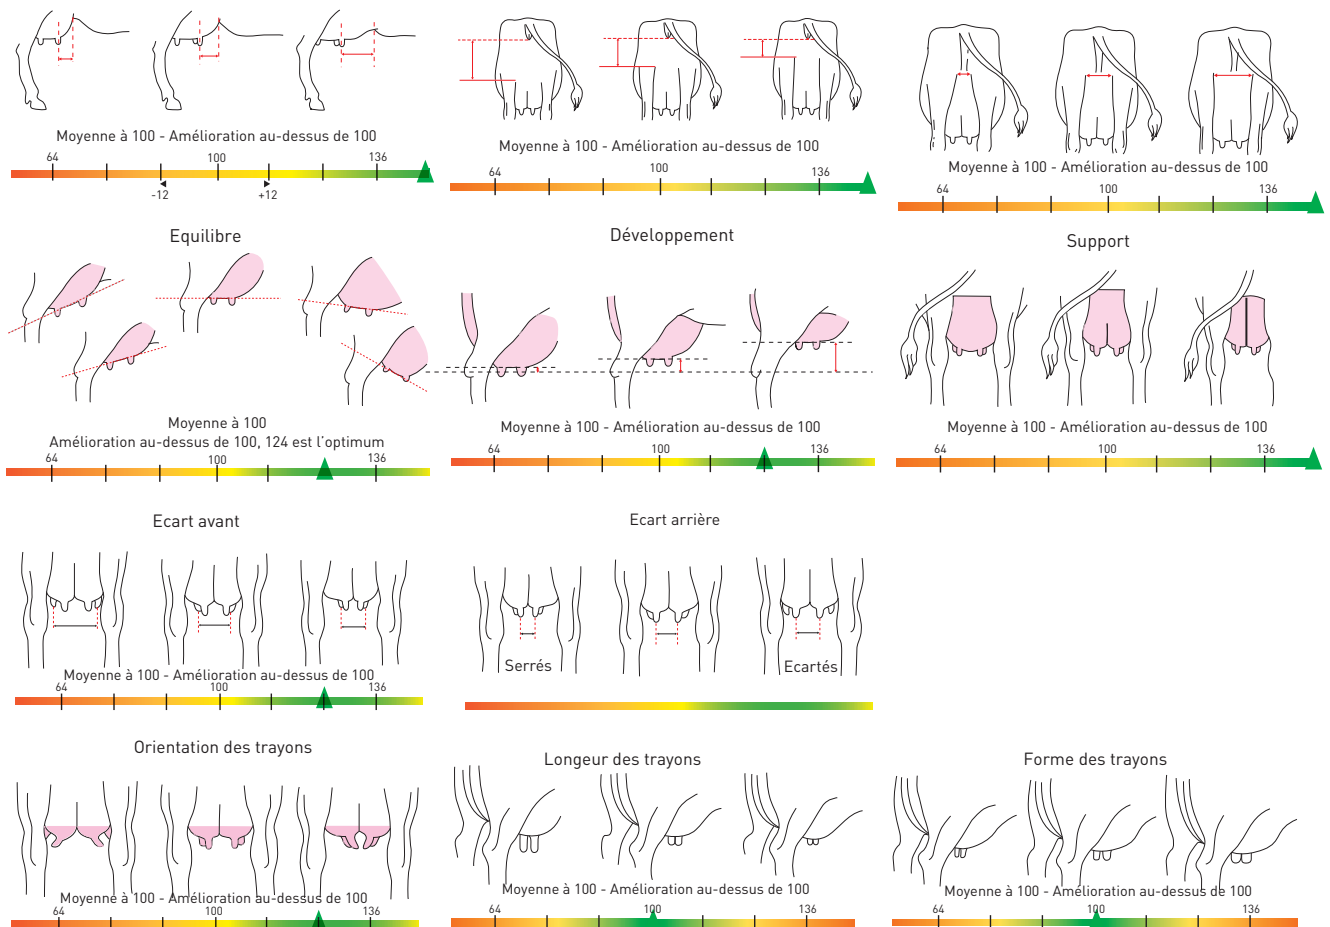 Moyenne à 100 - Amélioration au-dessus de 100
64 100 136
-12 +12
Moyenne à 100 - Amélioration au-dessus de 100
64 100 136
Moyenne à 100 - Amélioration au-dessus de 100
64 100 136
Equilibre
Moyenne à 100
Amélioration au-dessus de 100, 124 est l'optimum
64 100 136
Développement
Moyenne à 100 - Amélioration au-dessus de 100
64 100 136
Support
Moyenne à 100 - Amélioration au-dessus de 100
64 100 136
Ecart avant
Moyenne à 100 - Amélioration au-dessus de 100
64 100 136
Ecart arrière
Serrés Ecartés
Orientation des trayons
Moyenne à 100 - Amélioration au-dessus de 100
64 100 136
Longeur des trayons
Moyenne à 100 - Amélioration au-dessus de 100
64 100 136
Forme des trayons
Moyenne à 100 - Amélioration au-dessus de 100
64 100 136